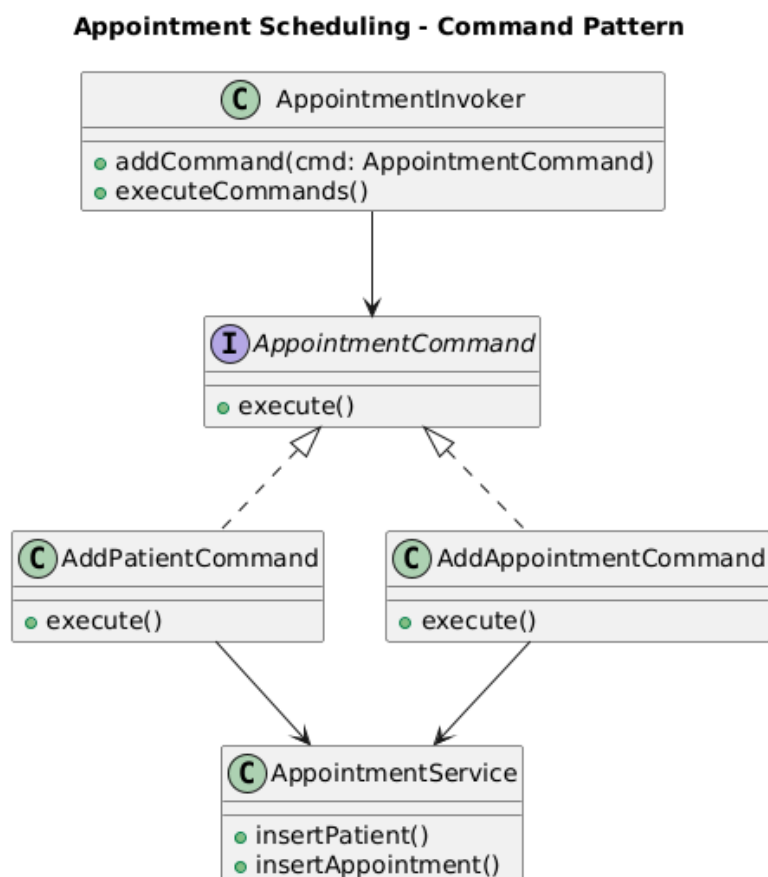 Appointment Scheduling - Command Pattern
C AppointmentInvoker
addCommand(cmd: AppointmentCommand)
executeCommands()
I AppointmentCommand
execute()
C AddPatientCommand
execute()
C AddAppointmentCommand
execute()
C AppointmentService
insertPatient()
insertAppointment()